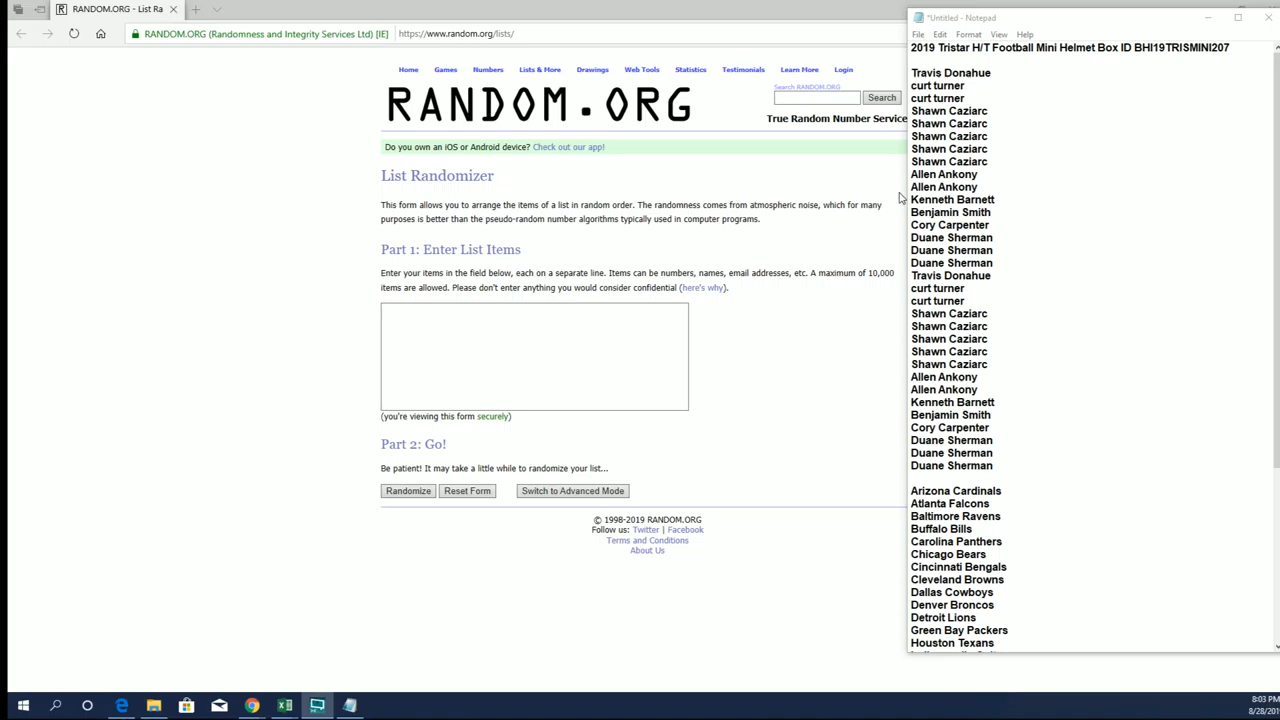 RANDOM.ORG - List Ra
RANDOM.ORG (Randomness and Integrity Services Ltd) [IE]
https://www.random.org/lists/
Home Games Numbers Lists & More Drawings Web Tools Statistics Testimonials Learn More Login
RANDOM.ORG
Search RANDOM.ORG
Search
True Random Number Service
Do you own an iOS or Android device? Check out our app!
List Randomizer
This form allows you to arrange the items of a list in random order. The randomness comes from atmospheric noise, which for many
purposes is better than the pseudo-random number algorithms typically used in computer programs.
Part 1: Enter List Items
Enter your items in the field below, each on a separate line. Items can be numbers, names, email addresses, etc. A maximum of 10,000
items are allowed. Please don't enter anything you would consider confidential (here's why).
(you're viewing this form securely)
Part 2: Go!
Be patient! It may take a little while to randomize your list...
Randomize Reset Form Switch to Advanced Mode
© 1998-2019 RANDOM.ORG
Follow us: Twitter | Facebook
Terms and Conditions
About Us
*Untitled - Notepad
File Edit Format View Help
2019 Tristar H/T Football Mini Helmet Box ID BHI19TRISMINI207
Travis Donahue
curt turner
curt turner
Shawn Caziarc
Shawn Caziarc
Shawn Caziarc
Shawn Caziarc
Shawn Caziarc
Allen Ankony
Allen Ankony
Kenneth Barnett
Benjamin Smith
Cory Carpenter
Duane Sherman
Duane Sherman
Duane Sherman
Travis Donahue
curt turner
curt turner
Shawn Caziarc
Shawn Caziarc
Shawn Caziarc
Shawn Caziarc
Shawn Caziarc
Allen Ankony
Allen Ankony
Kenneth Barnett
Benjamin Smith
Cory Carpenter
Duane Sherman
Duane Sherman
Duane Sherman
Arizona Cardinals
Atlanta Falcons
Baltimore Ravens
Buffalo Bills
Carolina Panthers
Chicago Bears
Cincinnati Bengals
Cleveland Browns
Dallas Cowboys
Denver Broncos
Detroit Lions
Green Bay Packers
Houston Texans
8:03 PM
8/28/201